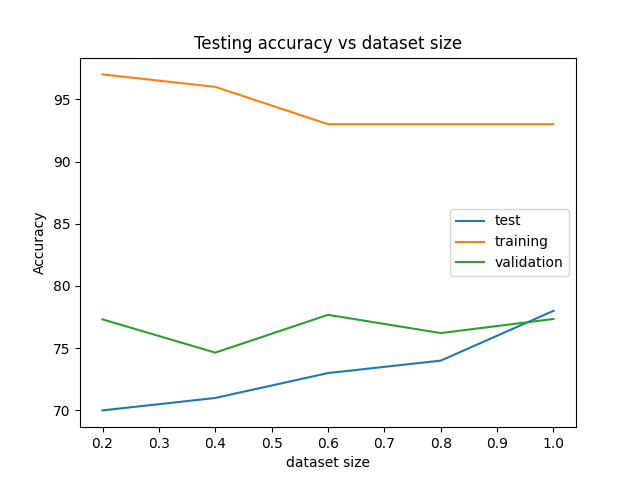 Testing accuracy vs dataset size
95
90
85
80
75
70
Accuracy
test
training
validation
0.2 0.3 0.4 0.5 0.6 0.7 0.8 0.9 1.0
dataset size